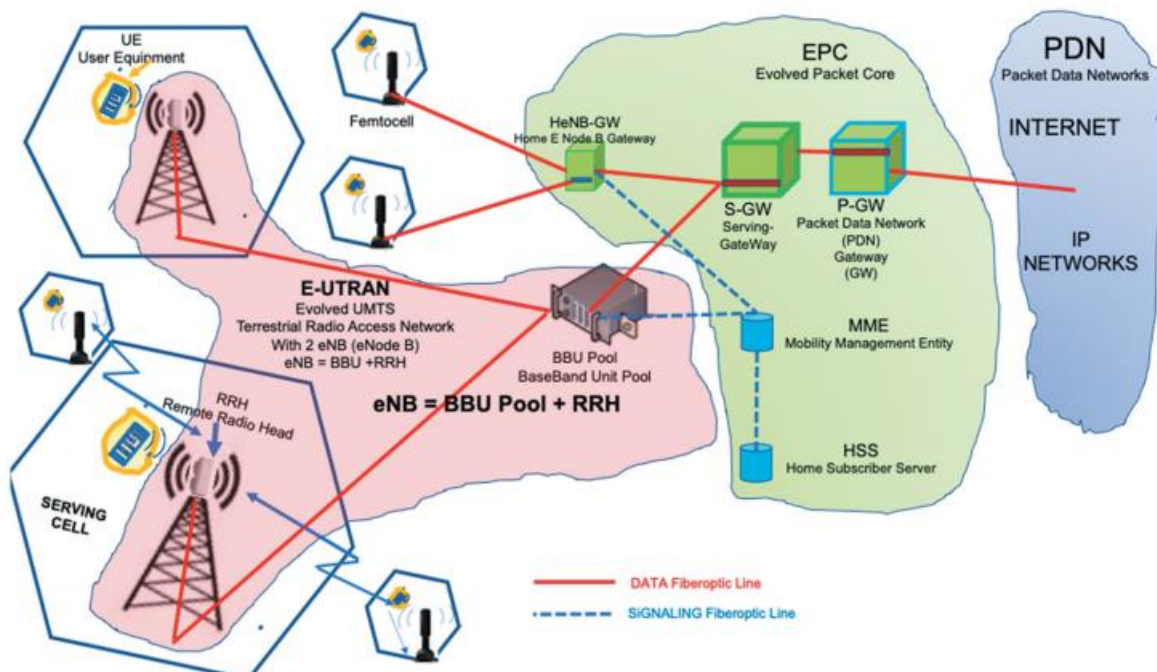 UE
User Equipment
Femtocell
EPC
Evolved Packet Core
HeNB-GW
Home E Node B Gateway
S-GW
Serving-
GateWay
P-GW
Packet Data Network
(PDN)
Gateway
(GW)
PDN
Packet Data Networks
INTERNET
IP
NETWORKS
E-UTRAN
Evolved UMTS
Terrestrial Radio Access Network
With 2 eNB (eNode B)
eNB = BBU +RRH
BBU Pool
BaseBand Unit Pool
eNB = BBU Pool + RRH
MME
Mobility Management Entity
HSS
Home Subscriber Server
RRH
Remote Radio Head
SERVING
CELL
DATA Fiberoptic Line
SiGNALING Fiberoptic Line